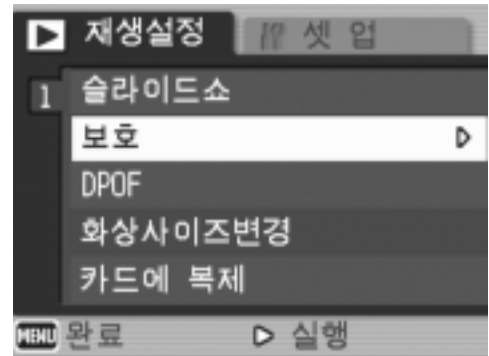 재생설정 셋 업
1 슬라이드쇼
보호
DPOF
화상사이즈변경
카드에 복제
MENU 완료 실행